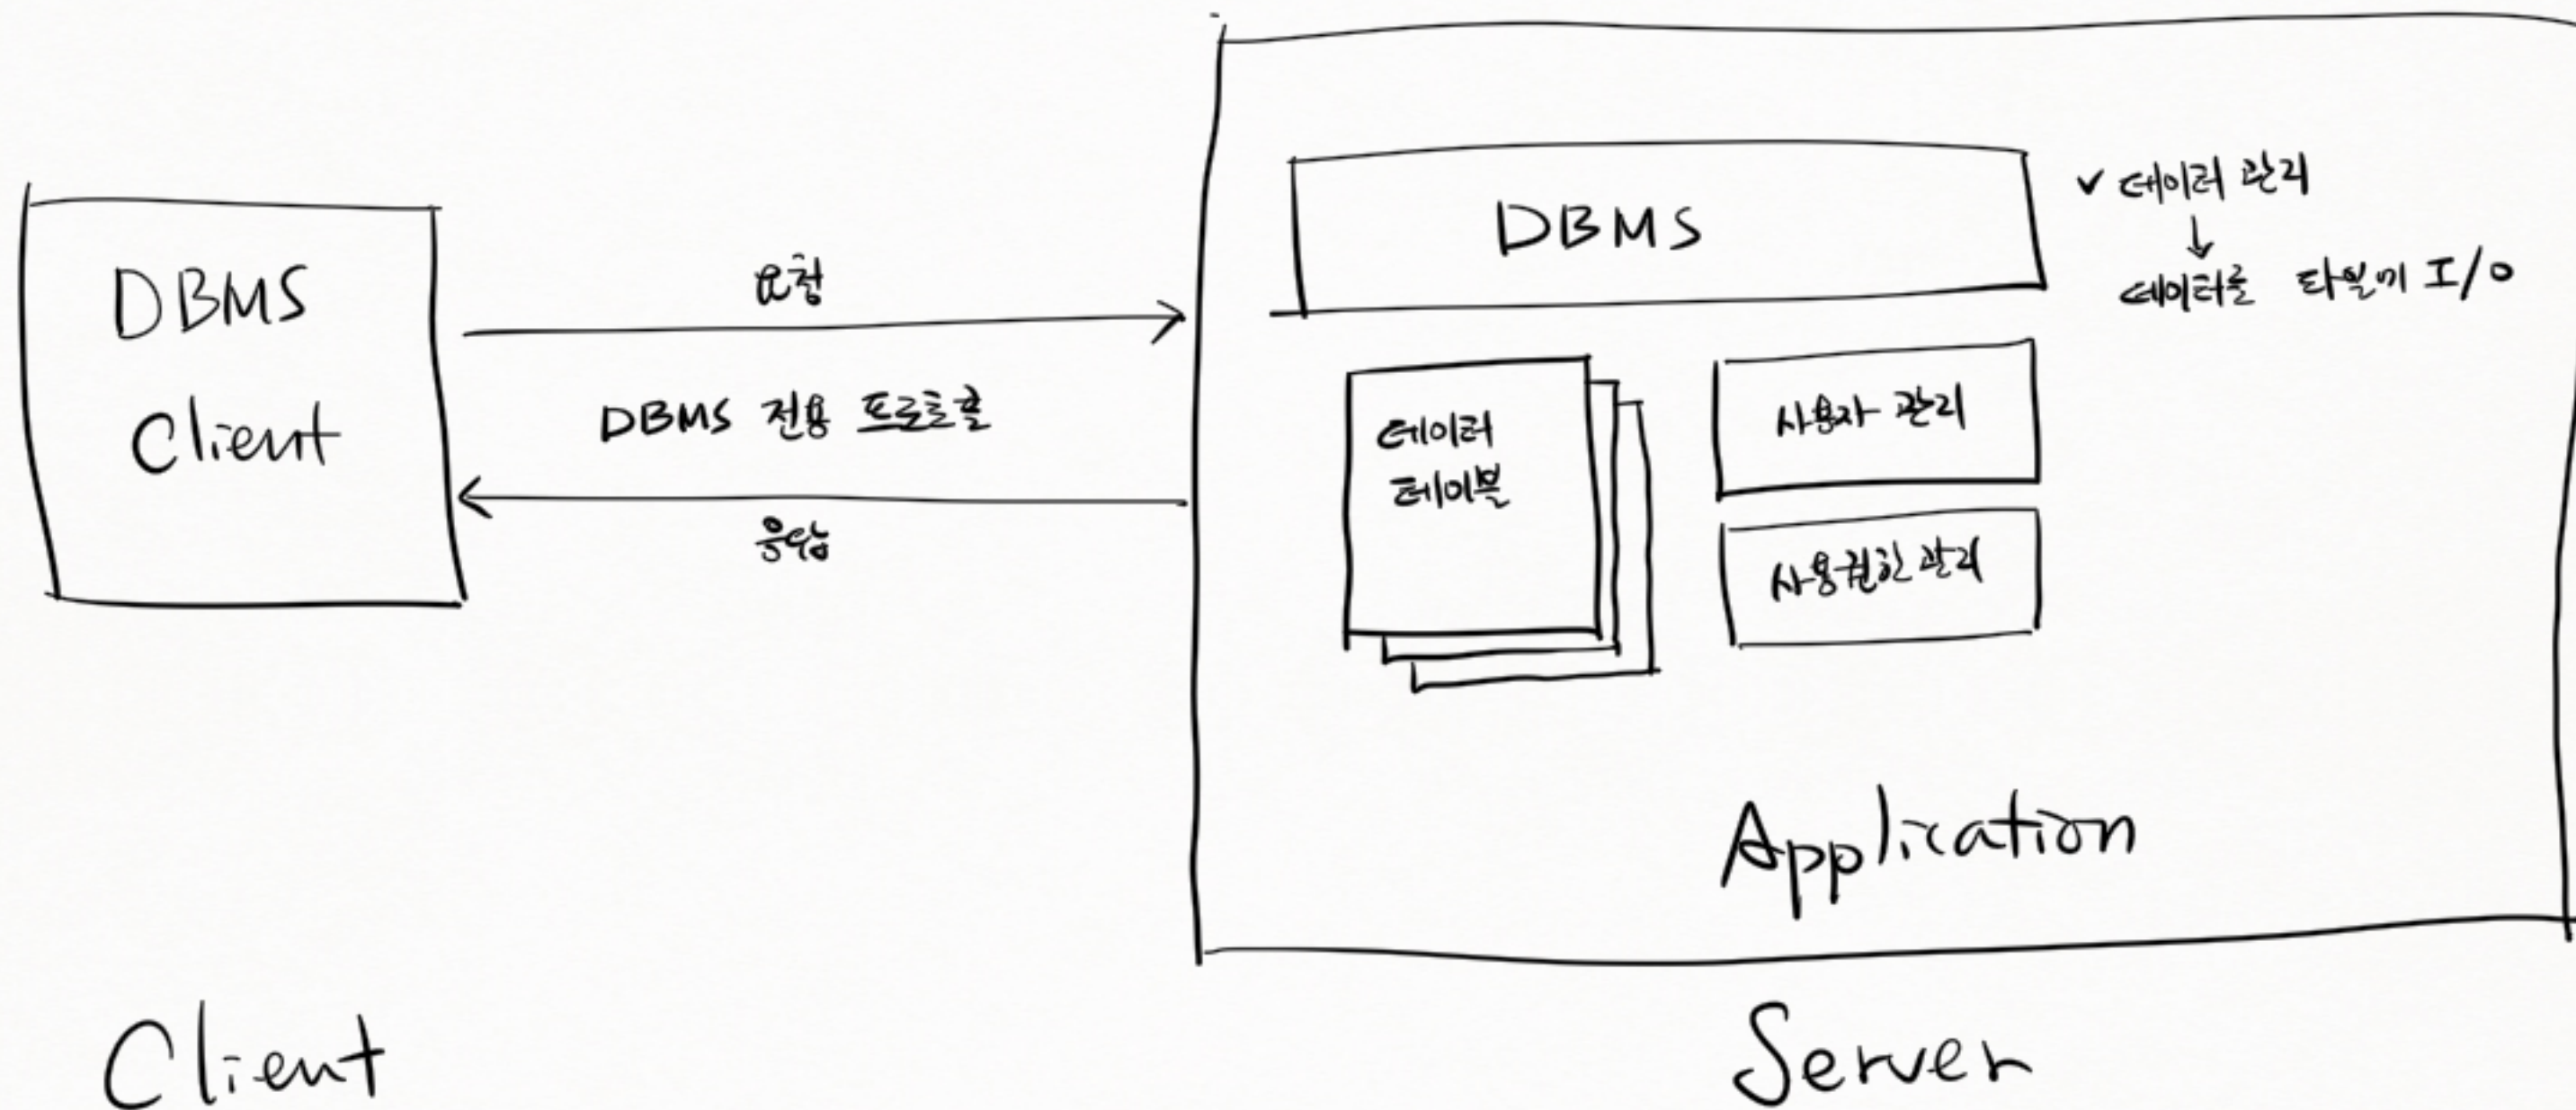 DBMS
Client
요청
DBMS 전용 프로토콜
응답
DBMS
✓ 데이터 관리
↓
데이터를 파일에 I/O
데이터
테이블
사용자 관리
사용권한 관리
Application
Client
Server